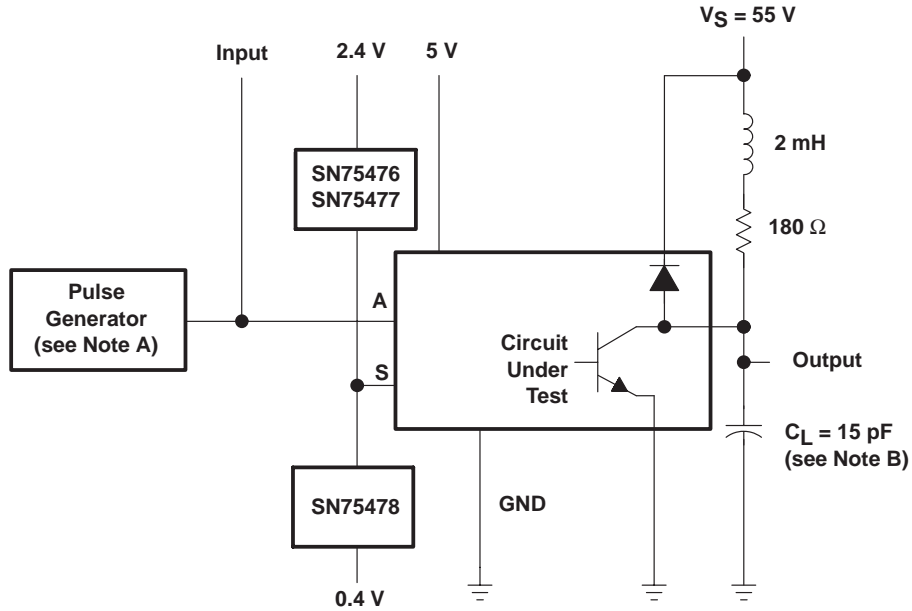 VS = 55 V
Input
2.4 V
5 V
2 mH
SN75476
SN75477
180 Ω
Pulse
Generator
(see Note A)
A
Circuit
Under
Test
Output
S
CL = 15 pF
(see Note B)
SN75478
GND
0.4 V